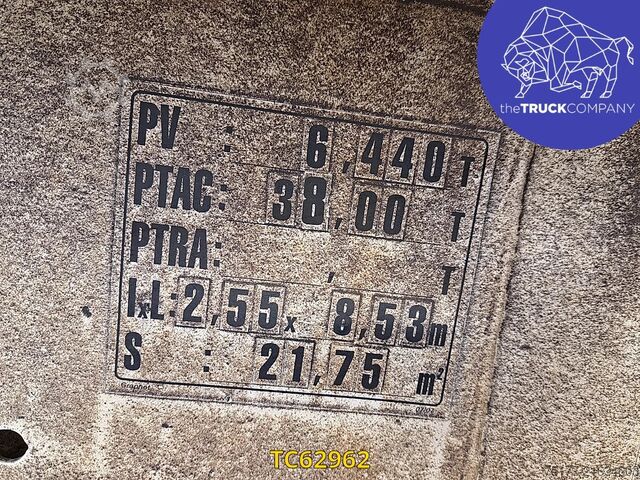 theTRUCKCOMPANY
PV : 6,440 T
PTAC: 38,00 T
PTRA: , T
lxL: 2,55 x 8,53 m
S : 21,75 m²
TC62962